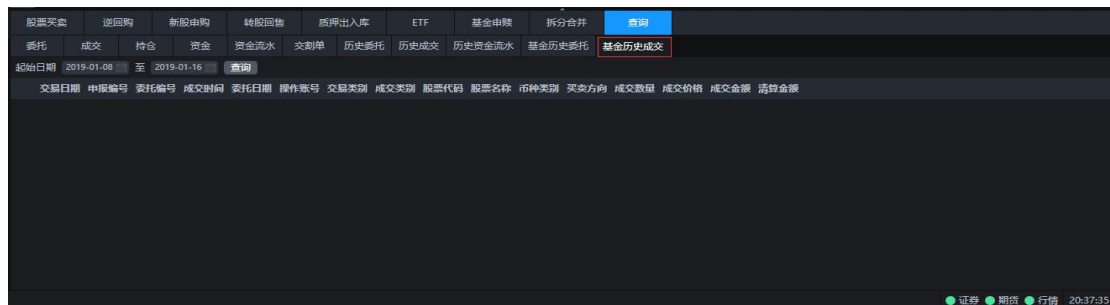 股票买卖 逆回购 新股申购 转股回售 质押出入库 ETF 基金申赎 拆分合并 查询
委托 成交 持仓 资金 资金流水 交割单 历史委托 历史成交 历史资金流水 基金历史委托 基金历史成交
起始日期 2019-01-08 至 2019-01-16 查询
交易日期 申报编号 委托编号 成交时间 委托日期 操作账号 交易类别 成交类别 股票代码 股票名称 币种类别 买卖方向 成交数量 成交价格 成交金额 清算金额
证券 期货 行情 20:37:35